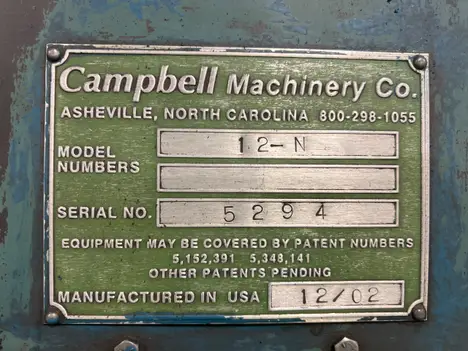 Campbell Machinery Co.
ASHEVILLE, NORTH CAROLINA 800-298-1055
MODEL NUMBERS 12-N
SERIAL NO. 5294
EQUIPMENT MAY BE COVERED BY PATENT NUMBERS
5,152,391 5,348,141
OTHER PATENTS PENDING
MANUFACTURED IN USA 12/02